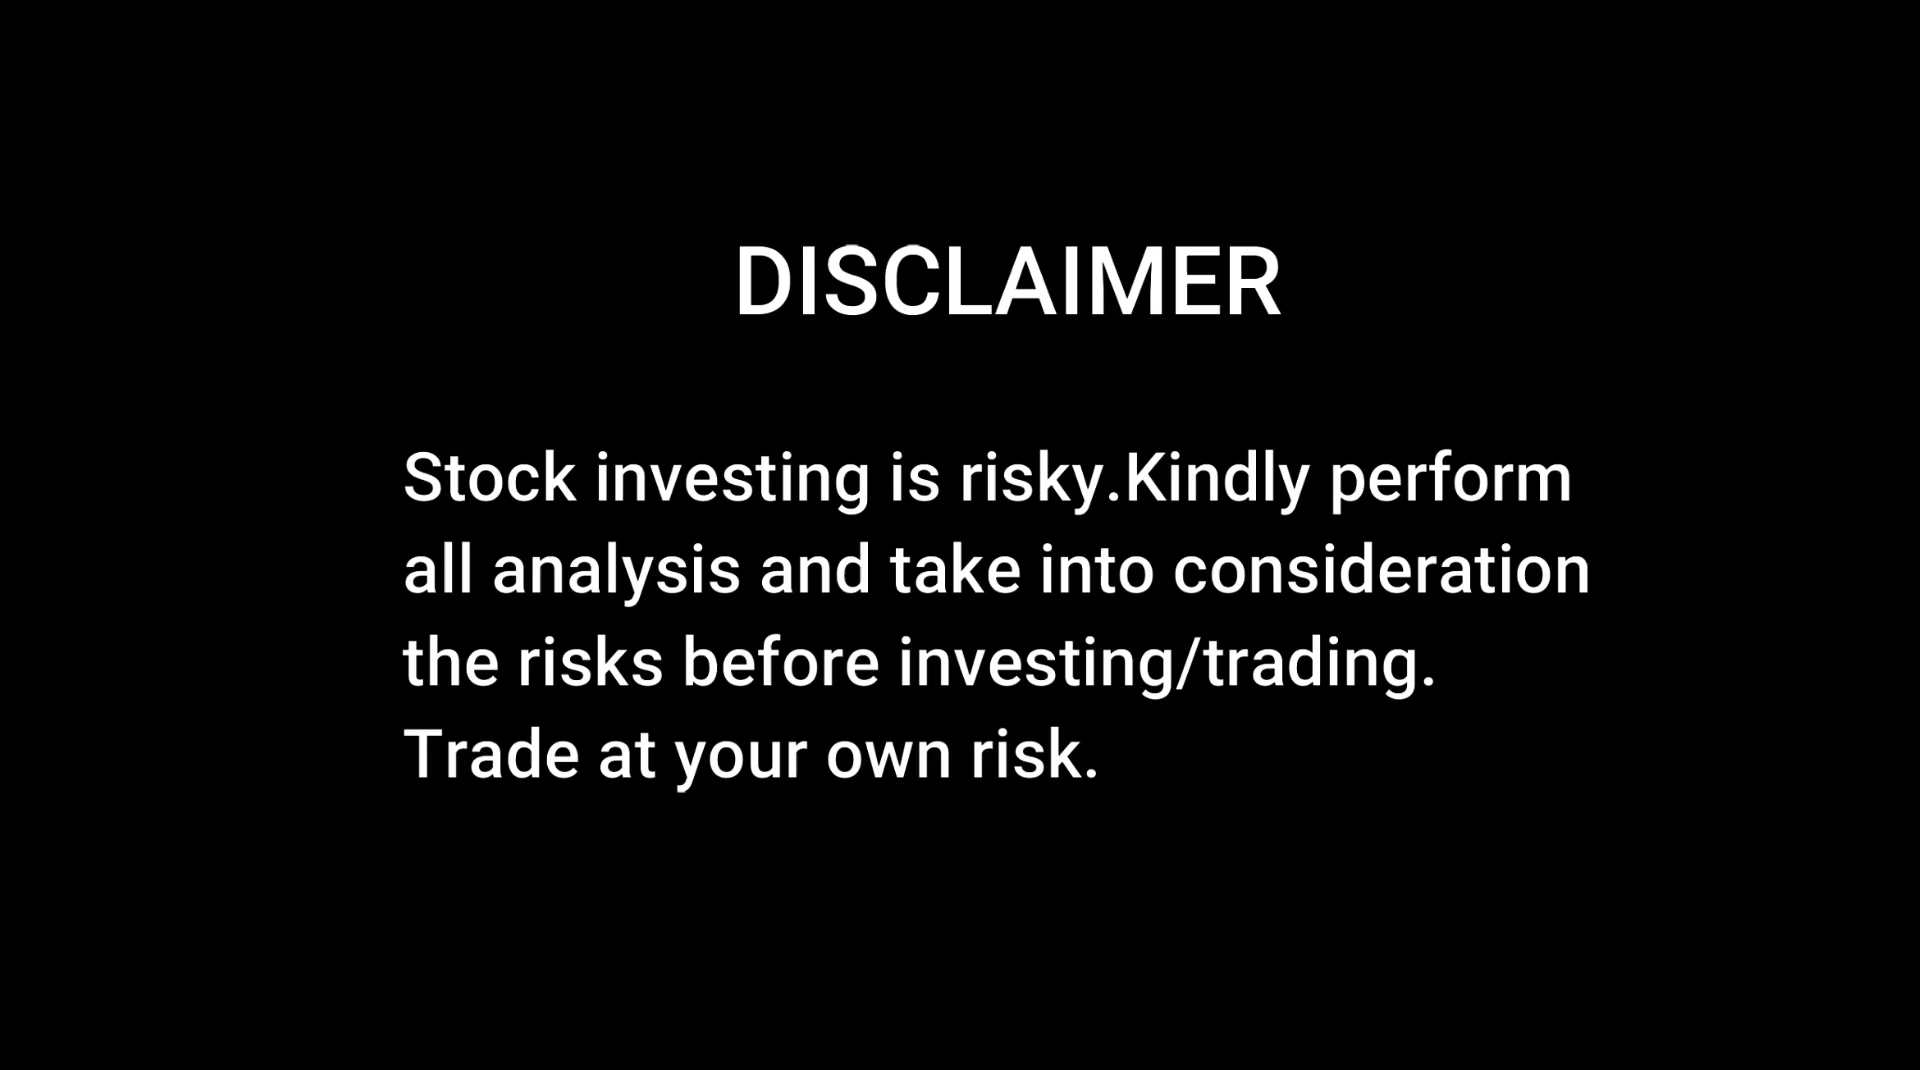 DISCLAIMER
Stock investing is risky.Kindly perform
all analysis and take into consideration
the risks before investing/trading.
Trade at your own risk.